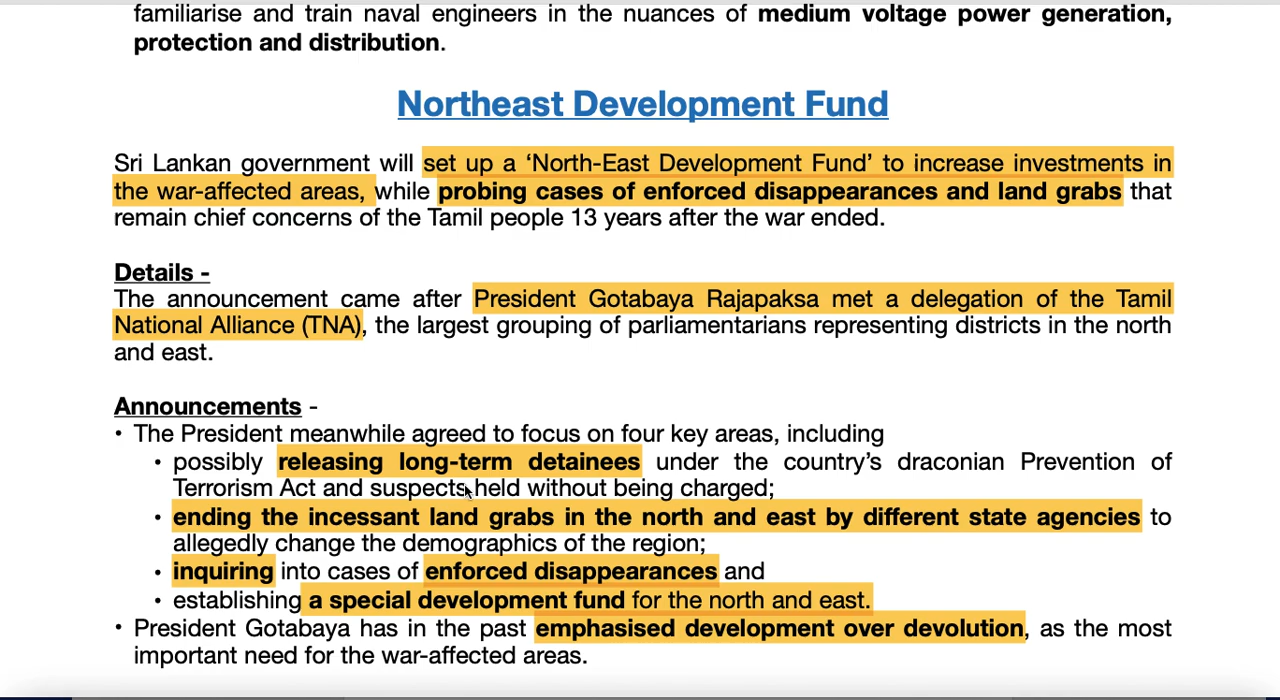 familiarise and train naval engineers in the nuances of medium voltage power generation,
protection and distribution.
Northeast Development Fund
Sri Lankan government will set up a ‘North-East Development Fund’ to increase investments in
the war-affected areas, while probing cases of enforced disappearances and land grabs that
remain chief concerns of the Tamil people 13 years after the war ended.
Details -
The announcement came after President Gotabaya Rajapaksa met a delegation of the Tamil
National Alliance (TNA), the largest grouping of parliamentarians representing districts in the north
and east.
Announcements -
• The President meanwhile agreed to focus on four key areas, including
• possibly releasing long-term detainees under the country’s draconian Prevention of
Terrorism Act and suspects held without being charged;
• ending the incessant land grabs in the north and east by different state agencies to
allegedly change the demographics of the region;
• inquiring into cases of enforced disappearances and
• establishing a special development fund for the north and east.
• President Gotabaya has in the past emphasised development over devolution, as the most
important need for the war-affected areas.